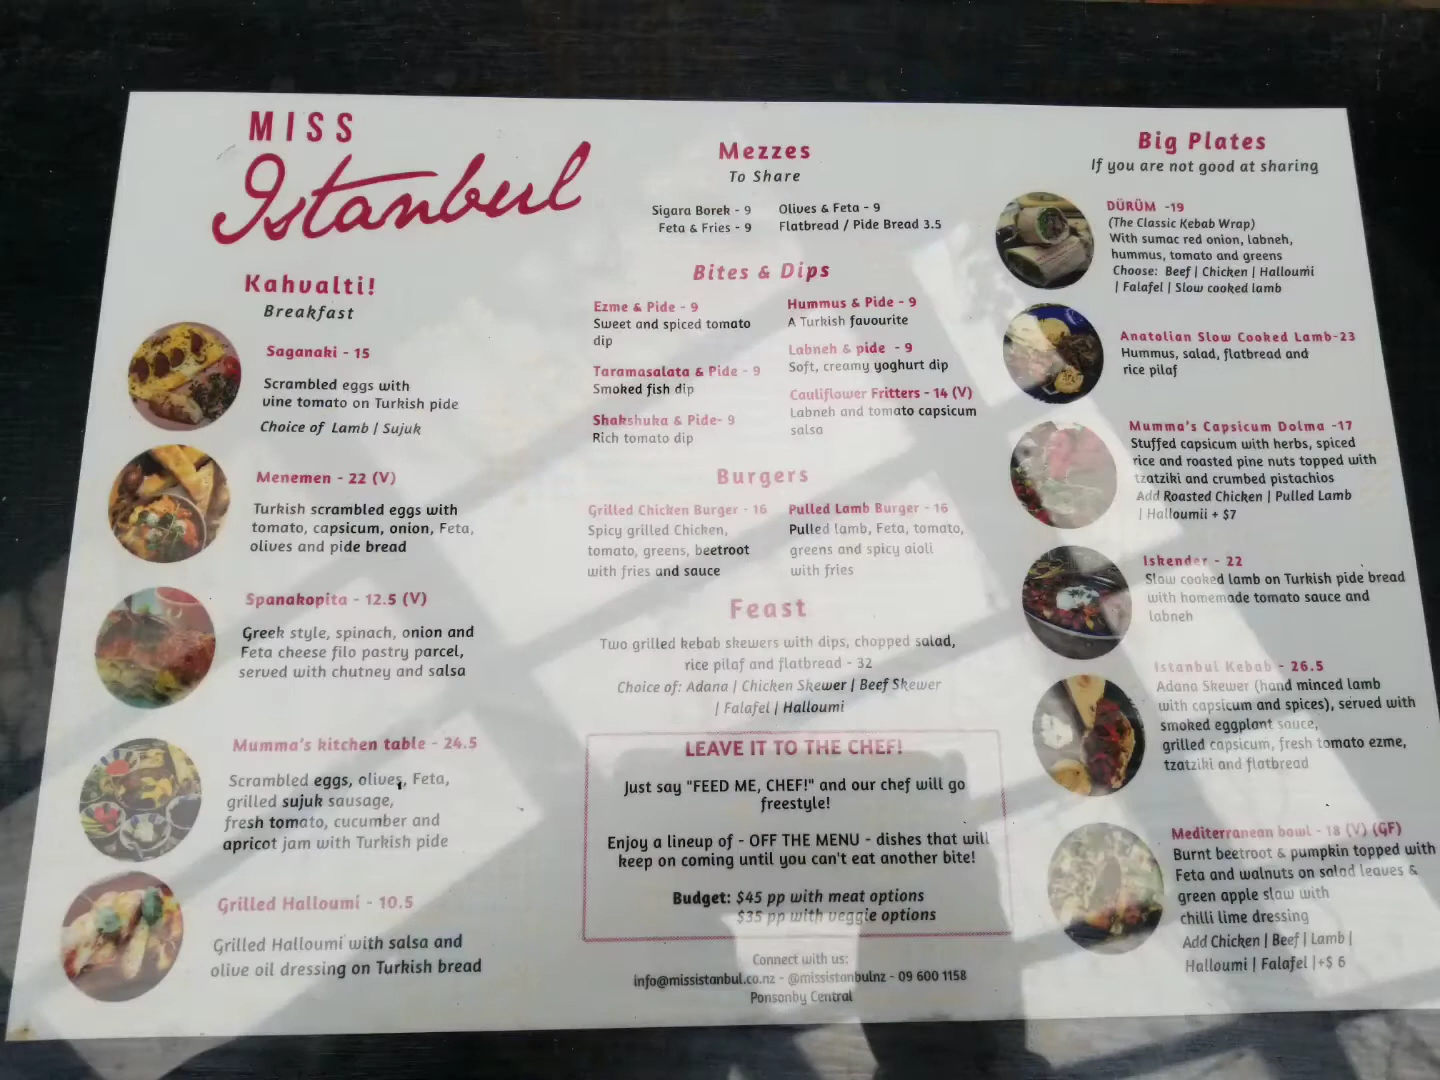 MISS
Istanbul
Kahvalti!
Breakfast
Saganaki - 15
Scrambled eggs with
vine tomato on Turkish pide
Choice of Lamb | Sujuk
Menemen - 22 (V)
Turkish scrambled eggs with
tomato, capsicum, onion, Feta,
olives and pide bread
Spanakopita - 12.5 (V)
Greek style, spinach, onion and
Feta cheese filo pastry parcel,
served with chutney and salsa
Mumma's kitchen table - 24.5
Scrambled eggs, olives, Feta,
grilled sujuk sausage,
fresh tomato, cucumber and
apricot jam with Turkish pide
Grilled Halloumi - 10.5
Grilled Halloumi with salsa and
olive oil dressing on Turkish bread
Mezzes
To Share
Sigara Borek - 9
Feta & Fries - 9
Olives & Feta - 9
Flatbread / Pide Bread 3.5
Bites & Dips
Ezme & Pide - 9
Sweet and spiced tomato
dip
Taramasalata & Pide - 9
Smoked fish dip
Shakshuka & Pide- 9
Rich tomato dip
Hummus & Pide - 9
A Turkish favourite
Labneh & pide - 9
Soft, creamy yoghurt dip
Cauliflower Fritters - 14 (V)
Labneh and tomato capsicum
salsa
Burgers
Grilled Chicken Burger - 16
Spicy grilled Chicken,
tomato, greens, beetroot
with fries and sauce
Pulled Lamb Burger - 16
Pulled lamb, Feta, tomato,
greens and spicy aioli
with fries
Feast
Two grilled kebab skewers with dips, chopped salad,
rice pilaf and flatbread - 32
Choice of: Adana | Chicken Skewer | Beef Skewer
| Falafel | Halloumi
LEAVE IT TO THE CHEF!
Just say "FEED ME, CHEF!" and our chef will go
freestyle!
Enjoy a lineup of - OFF THE MENU - dishes that will
keep on coming until you can't eat another bite!
Budget: $45 pp with meat options
$35 pp with veggie options
Connect with us:
info@missistanbul.co.nz - @missistanbulnz - 09 600 1158
Ponsonby Central
Big Plates
If you are not good at sharing
DÜRÜM -19
(The Classic Kebab Wrap)
With sumac red onion, labneh,
hummus, tomato and greens
Choose: Beef | Chicken | Halloumi
| Falafel | Slow cooked lamb
Anatolian Slow Cooked Lamb-23
Hummus, salad, flatbread and
rice pilaf
Mumma's Capsicum Dolma -17
Stuffed capsicum with herbs, spiced
rice and roasted pine nuts topped with
tzatziki and crumbed pistachios
Add Roasted Chicken | Pulled Lamb
| Halloumii + $7
Iskender - 22
Slow cooked lamb on Turkish pide bread
with homemade tomato sauce and
labneh
Istanbul Kebab - 26.5
Adana Skewer (hand minced lamb
with capsicum and spices), served with
smoked eggplant sauce,
grilled capsicum, fresh tomato ezme,
tzatziki and flatbread
Mediterranean bowl - 18 (V) (GF)
Burnt beetroot & pumpkin topped with
Feta and walnuts on salad leaves &
green apple slaw with
chilli lime dressing
Add Chicken | Beef | Lamb |
Halloumi | Falafel |+$ 6